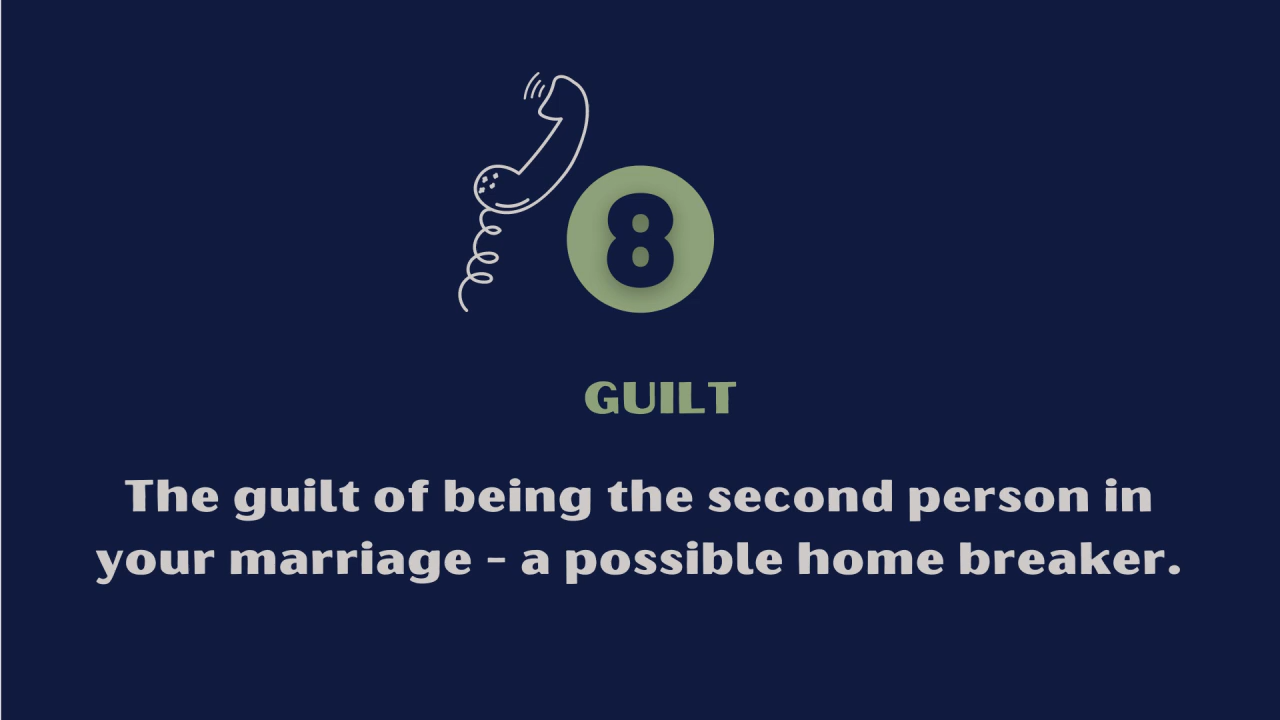 8
GUILT
The guilt of being the second person in
your marriage - a possible home breaker.